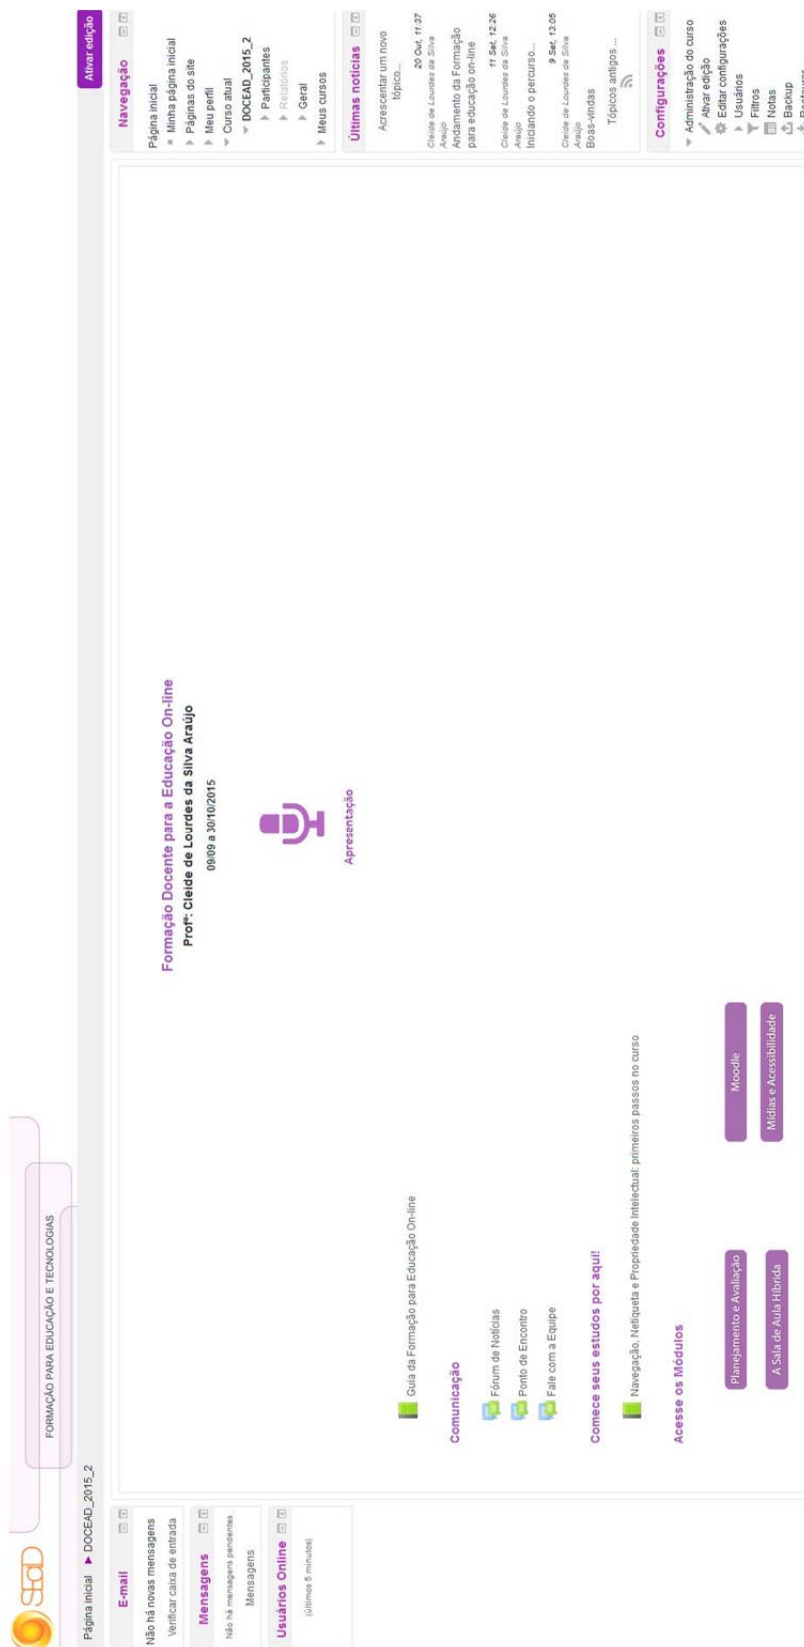 SEaD
FORMAÇÃO PARA EDUCAÇÃO E TECNOLOGIAS
Página inicial ► DOCEAD_2015_2
Ativar edição
E-mail
Não há novas mensagens
Verificar caixa de entrada
Mensagens
Não há mensagens pendentes
Mensagens
Usuários Online
(últimos 5 minutos)
Formação Docente para a Educação On-line
Profª: Cleide de Lourdes da Silva Araújo
09/09 a 30/10/2015
Apresentação
Guia da Formação para Educação On-line
Comunicação
Fórum de Notícias
Ponto de Encontro
Fale com a Equipe
Comece seus estudos por aqui!
Navegação, Netiqueta e Propriedade Intelectual: primeiros passos no curso
Acesse os Módulos
Planejamento e Avaliação
Moodle
A Sala de Aula Híbrida
Mídias e Acessibilidade
Navegação
Página inicial
Minha página inicial
Páginas do site
Meu perfil
Curso atual
DOCEAD_2015_2
Participantes
Relatórios
Geral
Meus cursos
Últimas notícias
Acrescentar um novo
tópico...
20 Out, 11:37
Cleide de Lourdes da Silva
Araújo
Andamento da Formação
para educação on-line
11 Set, 12:26
Cleide de Lourdes da Silva
Araújo
Iniciando o percurso...
9 Set, 13:05
Cleide de Lourdes da Silva
Araújo
Boas-vindas
Tópicos antigos ...
Configurações
Administração do curso
Ativar edição
Editar configurações
Usuários
Filtros
Notas
Backup
Restaurar